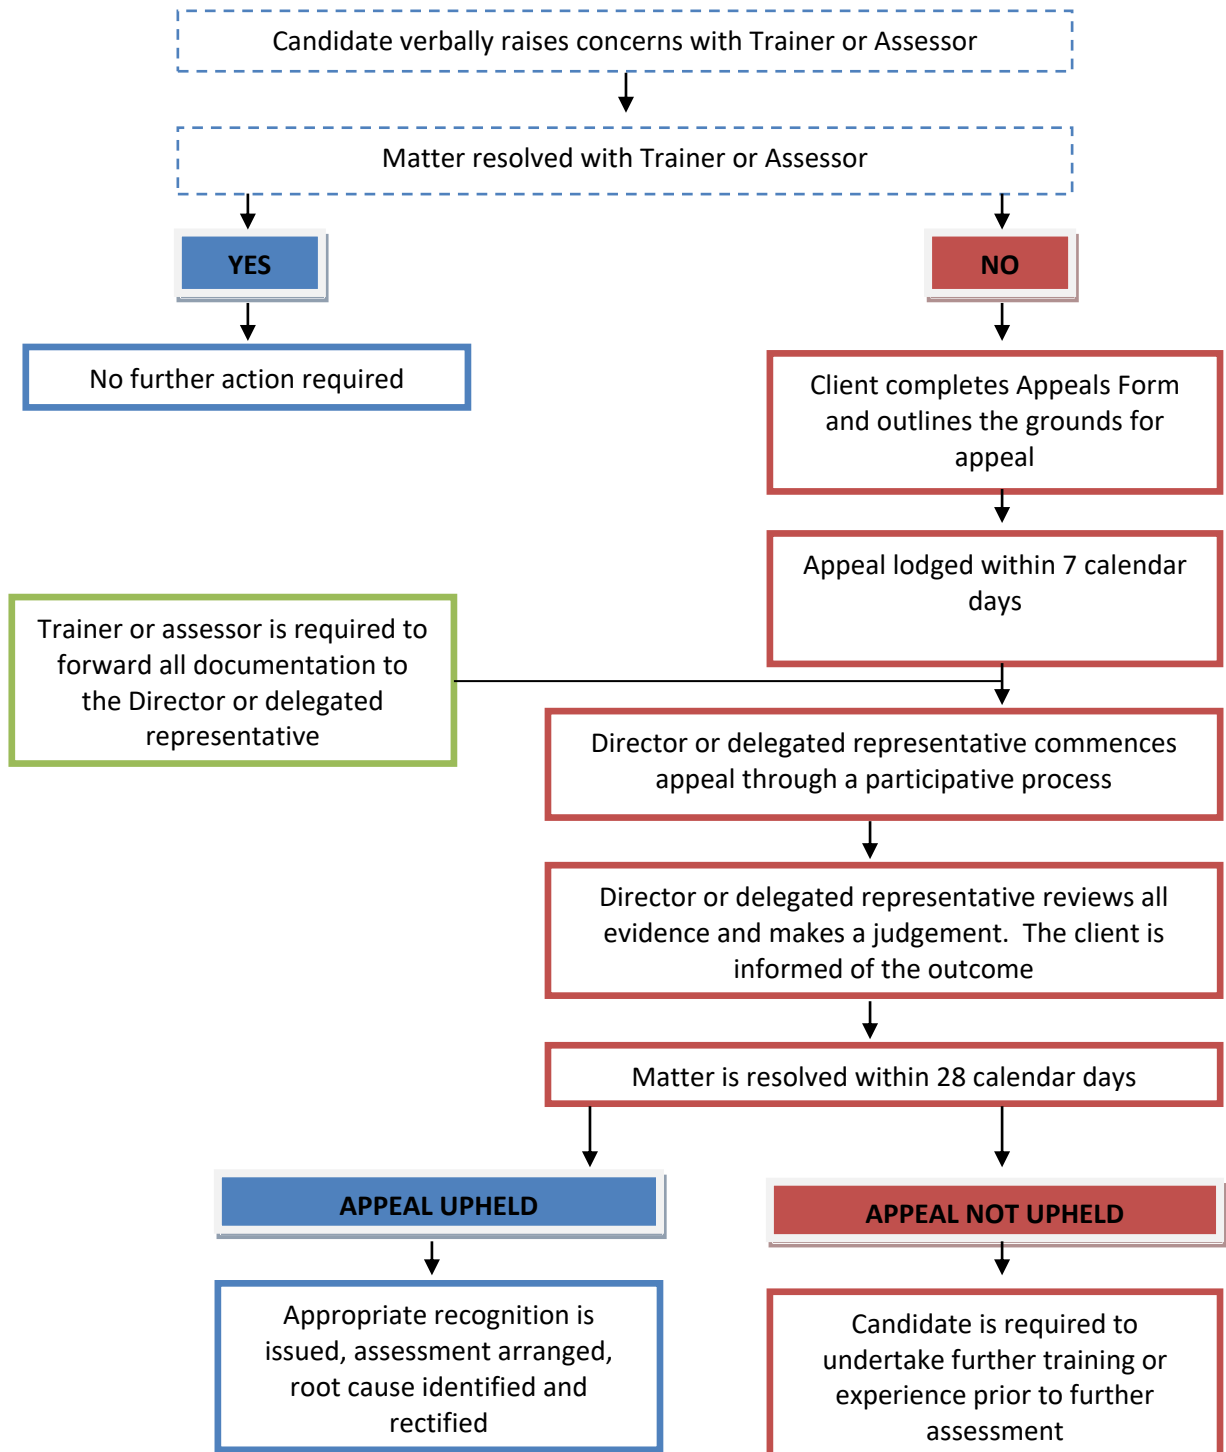 Candidate verbally raises concerns with Trainer or Assessor
Matter resolved with Trainer or Assessor
YES
NO
No further action required
Client completes Appeals Form
and outlines the grounds for
appeal
Appeal lodged within 7 calendar
days
Trainer or assessor is required to
forward all documentation to
the Director or delegated
representative
Director or delegated representative commences
appeal through a participative process
Director or delegated representative reviews all
evidence and makes a judgement.  The client is
informed of the outcome
Matter is resolved within 28 calendar days
APPEAL UPHELD
APPEAL NOT UPHELD
Appropriate recognition is
issued, assessment arranged,
root cause identified and
rectified
Candidate is required to
undertake further training or
experience prior to further
assessment